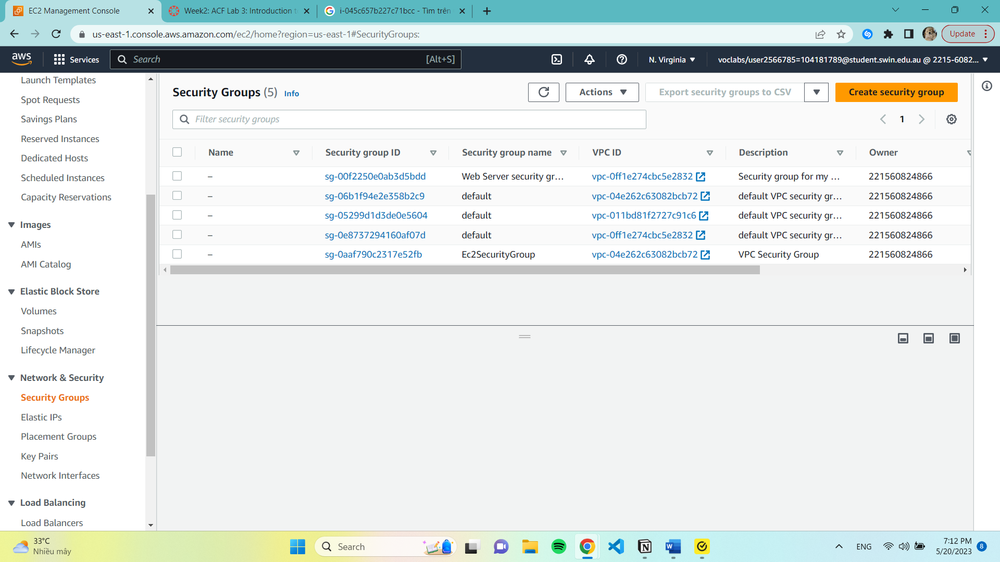 EC2 Management Console
Week2: ACF Lab 3: Introduction t
i-045c657b227c71bcc - Tìm trên
us-east-1.console.aws.amazon.com/ec2/home?region=us-east-1#SecurityGroups:
Update
aws
Services
Search
[Alt+S]
N. Virginia
voclabs/user2566785=104181789@student.swin.edu.au @ 2215-6082...
Launch Templates
Spot Requests
Savings Plans
Reserved Instances
Dedicated Hosts
Scheduled Instances
Capacity Reservations
Images
AMIs
AMI Catalog
Elastic Block Store
Volumes
Snapshots
Lifecycle Manager
Network & Security
Security Groups
Elastic IPs
Placement Groups
Key Pairs
Network Interfaces
Load Balancing
Load Balancers
Security Groups (5) Info
Actions
Export security groups to CSV
Create security group
Filter security groups
1
Name Security group ID Security group name VPC ID Description Owner
– sg-00f2250e0ab3d5bdd Web Server security gr... vpc-0ff1e274cbc5e2832 Security group for my ... 221560824866
– sg-06b1f94e2e358b2c9 default vpc-04e262c63082bcb72 default VPC security gr... 221560824866
– sg-05299d1d3de0e5604 default vpc-011bd81f2727c91c6 default VPC security gr... 221560824866
– sg-0e8737294160af07d default vpc-0ff1e274cbc5e2832 default VPC security gr... 221560824866
– sg-0aaf790c2317e52fb Ec2SecurityGroup vpc-04e262c63082bcb72 VPC Security Group 221560824866
33°C
Nhiều mây
Search
ENG
7:12 PM
5/20/2023
8